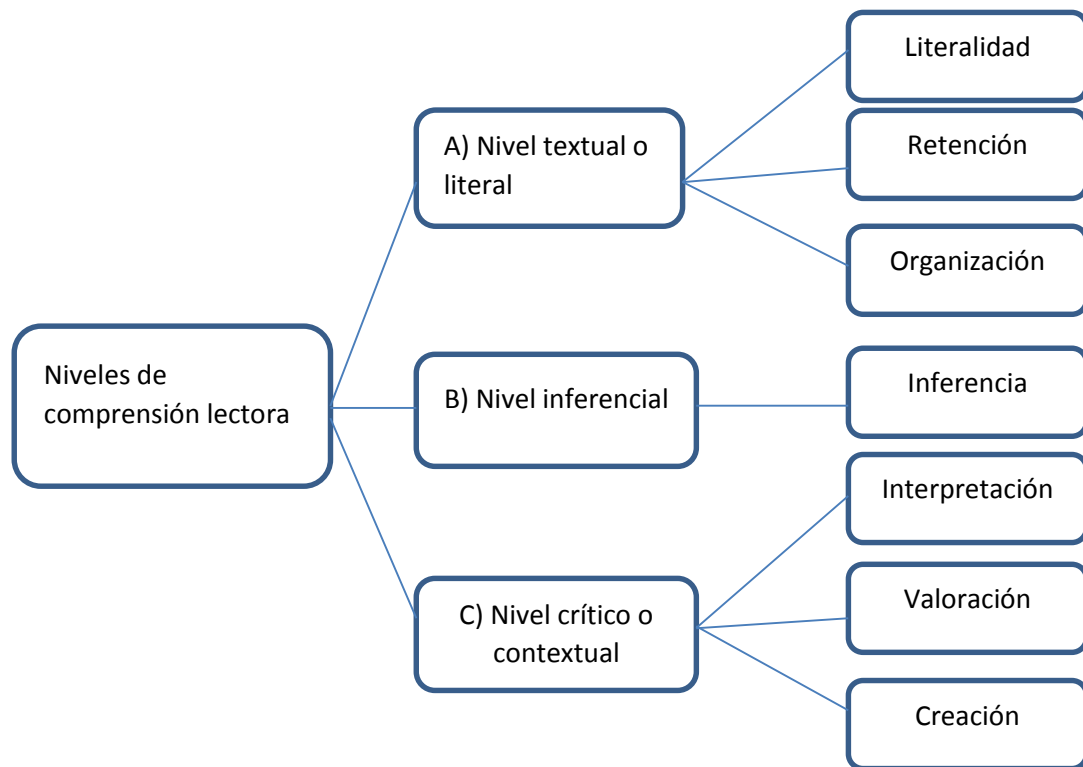 Niveles de
comprensión lectora
A) Nivel textual o
literal
Literalidad
Retención
Organización
B) Nivel inferencial
Inferencia
C) Nivel crítico o
contextual
Interpretación
Valoración
Creación